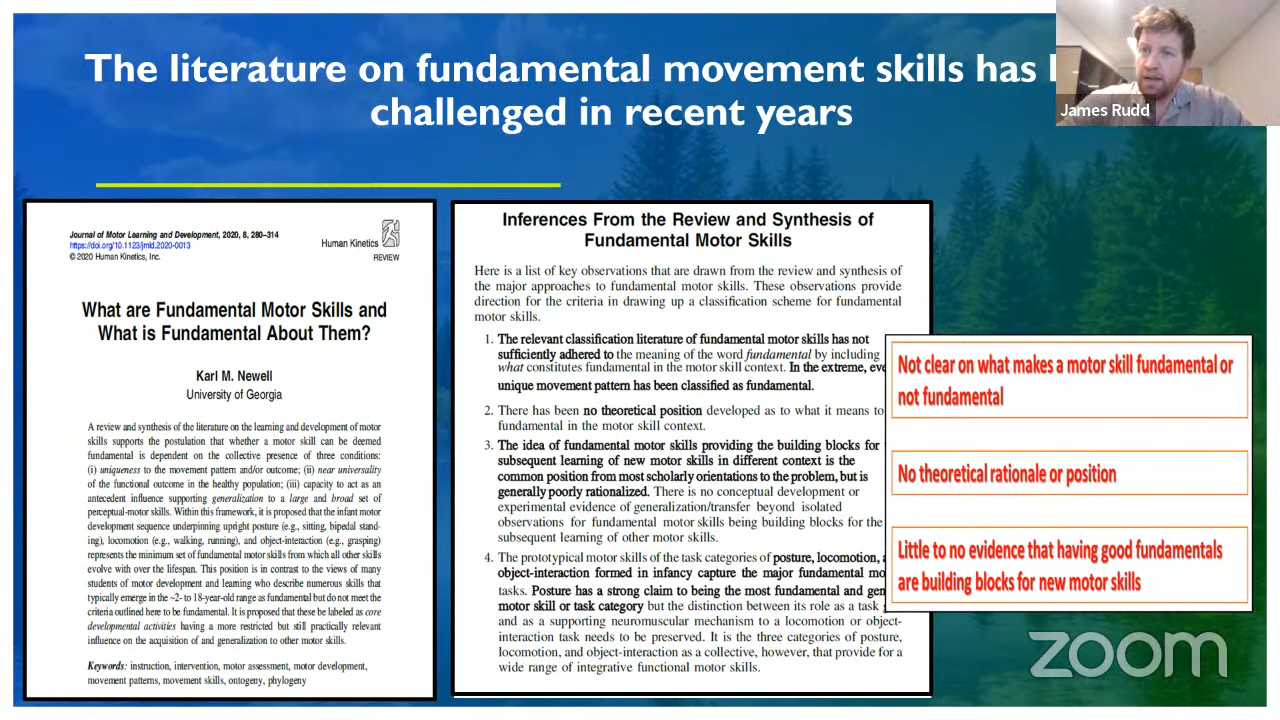 The literature on fundamental movement skills has
challenged in recent years
James Rudd
Journal of Motor Learning and Development, 2020, 8, 280–314
https://doi.org/10.1123/jmld.2020-0013
© 2020 Human Kinetics, Inc.
Human Kinetics
REVIEW
What are Fundamental Motor Skills and
What is Fundamental About Them?
Karl M. Newell
University of Georgia
A review and synthesis of the literature on the learning and development of motor
skills supports the postulation that whether a motor skill can be deemed
fundamental is dependent on the collective presence of three conditions:
(i) uniqueness to the movement pattern and/or outcome; (ii) near universality
of the functional outcome in the healthy population; (iii) capacity to act as an
antecedent influence supporting generalization to a large and broad set of
perceptual-motor skills. Within this framework, it is proposed that the infant motor
development sequence underpinning upright posture (e.g., sitting, bipedal stand-
ing), locomotion (e.g., walking, running), and object-interaction (e.g., grasping)
represents the minimum set of fundamental motor skills from which all other skills
evolve with over the lifespan. This position is in contrast to the views of many
students of motor development and learning who describe numerous skills that
typically emerge in the ~2- to 18-year-old range as fundamental but do not meet the
criteria outlined here to be fundamental. It is proposed that these be labeled as core
developmental activities having a more restricted but still practically relevant
influence on the acquisition of and generalization to other motor skills.
Keywords: instruction, intervention, motor assessment, motor development,
movement patterns, movement skills, ontogeny, phylogeny
Inferences From the Review and Synthesis of
Fundamental Motor Skills
Here is a list of key observations that are drawn from the review and synthesis of
the major approaches to fundamental motor skills. These observations provide
direction for the criteria in drawing up a classification scheme for fundamental
motor skills.
1. The relevant classification literature of fundamental motor skills has not
sufficiently adhered to the meaning of the word fundamental by including
what constitutes fundamental in the motor skill context. In the extreme,
unique movement pattern has been classified as fundamental.
2. There has been no theoretical position developed as to what it means to
fundamental in the motor skill context.
3. The idea of fundamental motor skills providing the building blocks for
subsequent learning of new motor skills in different context is the
common position from most scholarly orientations to the problem, but is
generally poorly rationalized. There is no conceptual development or
experimental evidence of generalization/transfer beyond isolated
observations for fundamental motor skills being building blocks for the
subsequent learning of other motor skills.
4. The prototypical motor skills of the task categories of posture, locomotion,
object-interaction formed in infancy capture the major fundamental
tasks. Posture has a strong claim to being the most fundamental and
motor skill or task category but the distinction between its role as a task
and as a supporting neuromuscular mechanism to a locomotion or object-
interaction task needs to be preserved. It is the three categories of posture,
locomotion, and object-interaction as a collective, however, that provide for a
wide range of integrative functional motor skills.
Not clear on what makes a motor skill fundamental or
not fundamental
No theoretical rationale or position
Little to no evidence that having good fundamentals
are building blocks for new motor skills
zoom